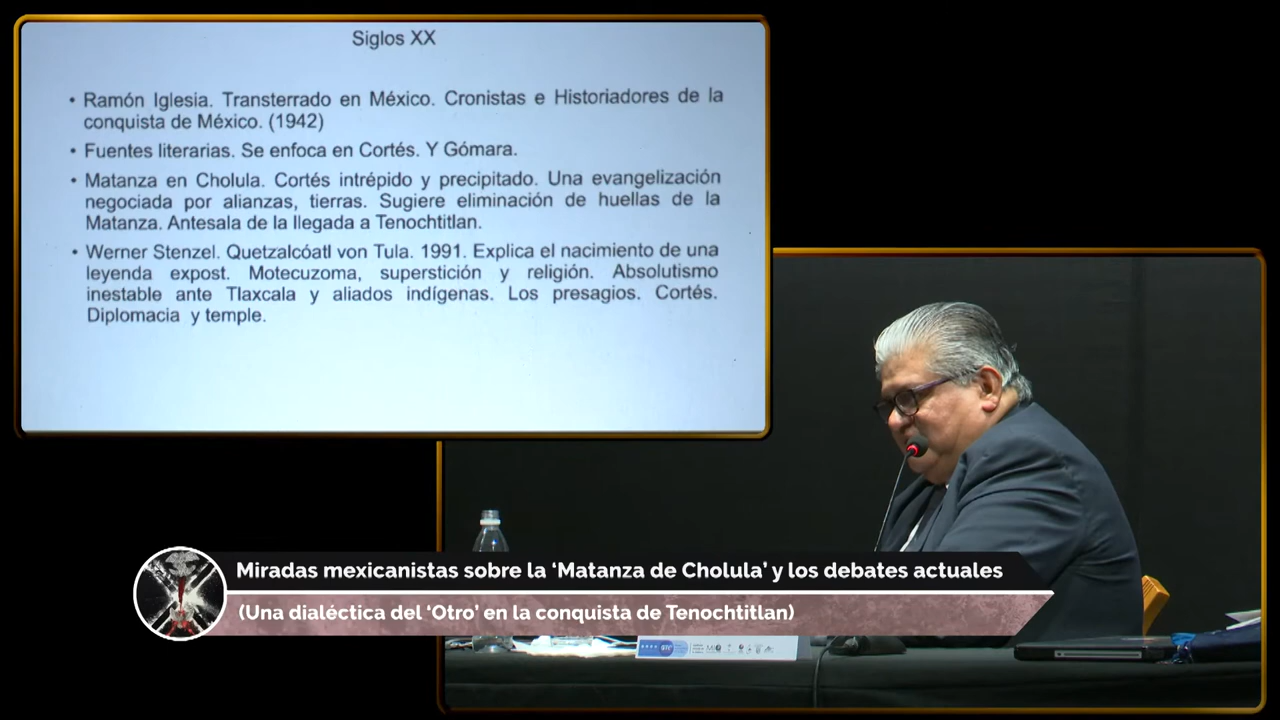 Siglos XX
• Ramón Iglesia. Transterrado en México. Cronistas e Historiadores de la
conquista de México. (1942)
• Fuentes literarias. Se enfoca en Cortés. Y Gómara.
• Matanza en Cholula. Cortés intrépido y precipitado. Una evangelización
negociada por alianzas, tierras. Sugiere eliminación de huellas de la
Matanza. Antesala de la llegada a Tenochtitlan.
• Werner Stenzel. Quetzalcóatl von Tula. 1991. Explica el nacimiento de una
leyenda expost. Motecuzoma, superstición y religión. Absolutismo
inestable ante Tlaxcala y aliados indígenas. Los presagios. Cortés.
Diplomacia y temple.
Miradas mexicanistas sobre la ‘Matanza de Cholula’ y los debates actuales
(Una dialéctica del ‘Otro’ en la conquista de Tenochtitlan)